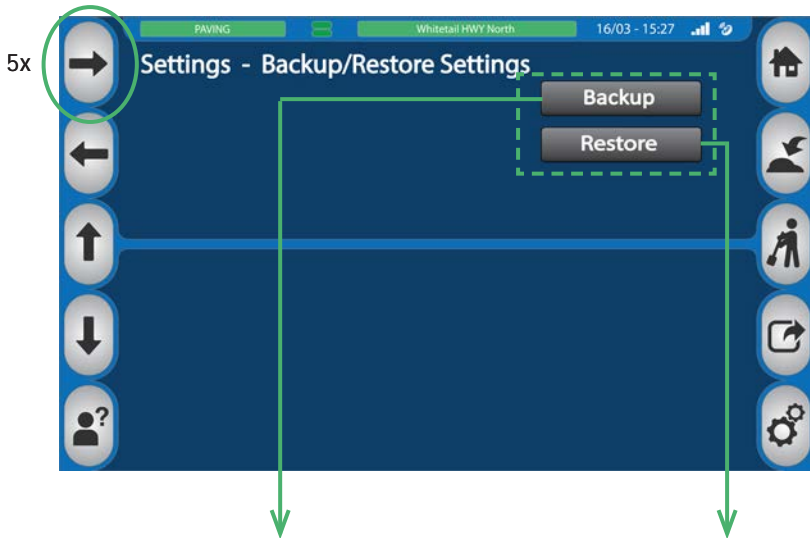 PAVING Whitetail HWY North 16/03 - 15:27
5x
Settings - Backup/Restore Settings
Backup
Restore
?